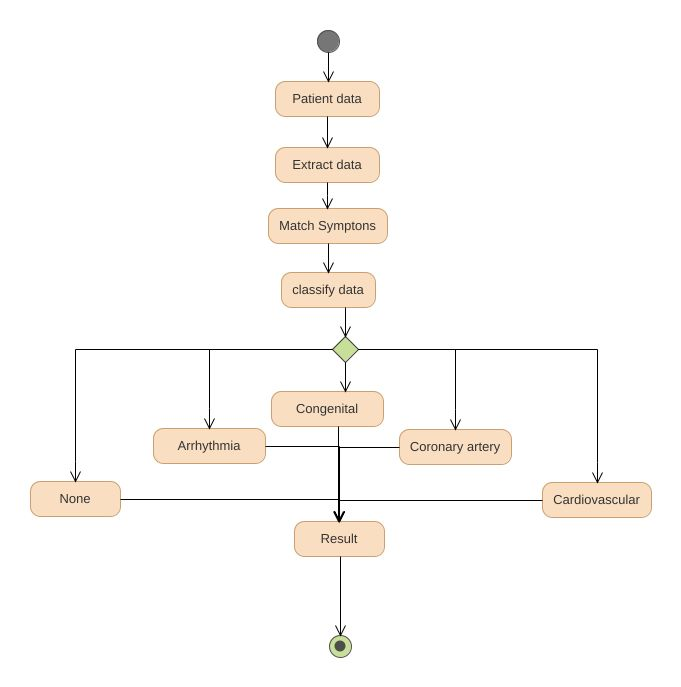 Patient data
Extract data
Match Symptons
classify data
Congenital
Arrhythmia
Coronary artery
None
Cardiovascular
Result